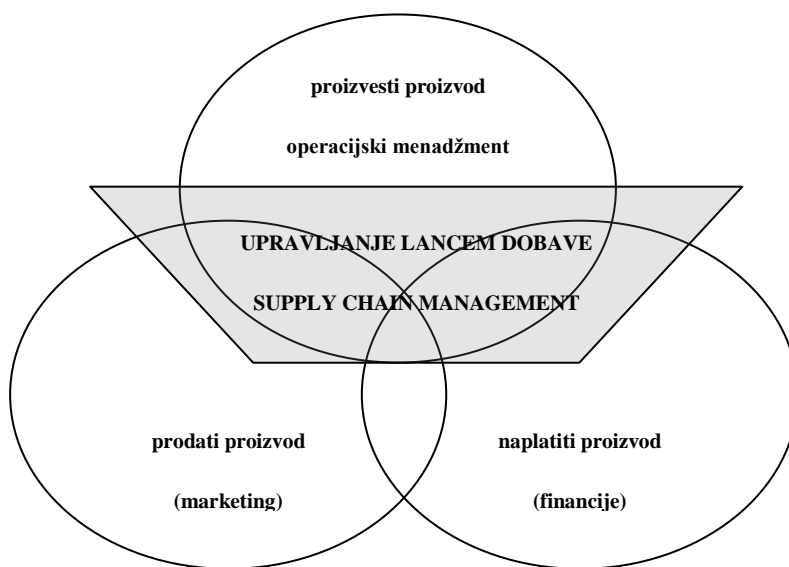 proizvesti proizvod
operacijski menadžment
UPRAVLJANJE LANCEM DOBAVE
SUPPLY CHAIN MANAGEMENT
prodati proizvod
(marketing)
naplatiti proizvod
(financije)